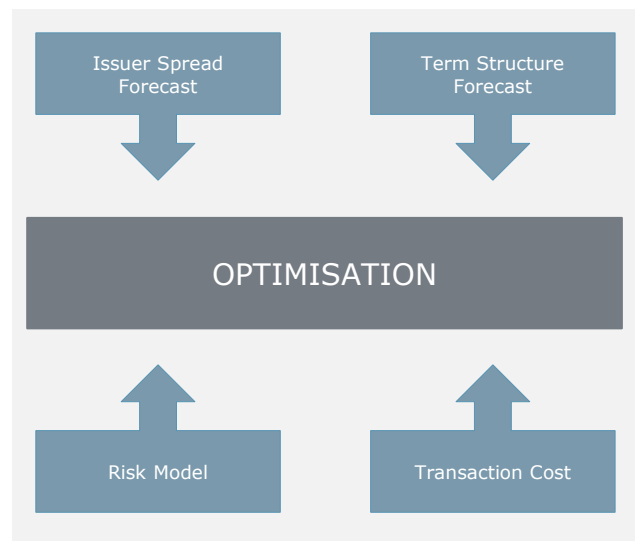 Issuer Spread
Forecast
Term Structure
Forecast
OPTIMISATION
Risk Model
Transaction Cost